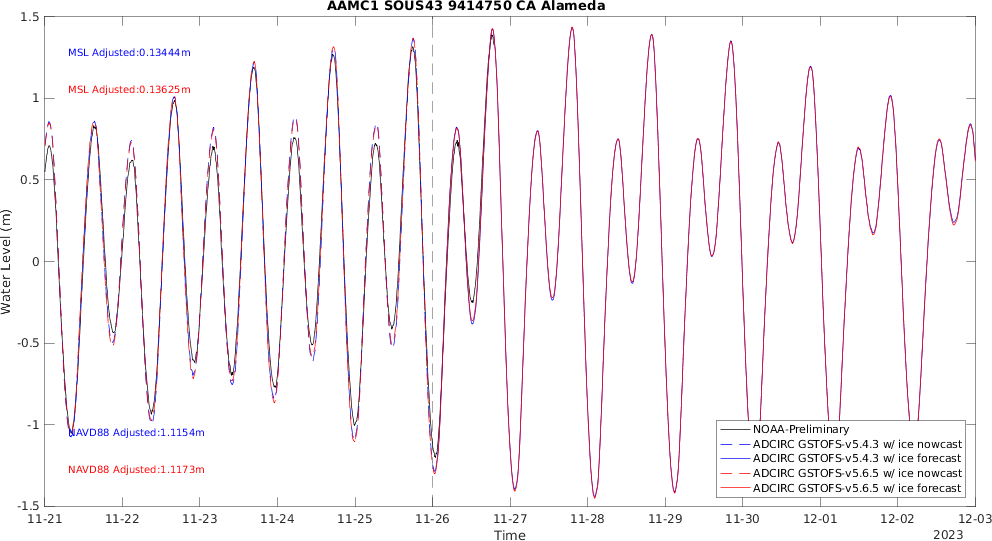 AAMC1 SOUS43 9414750 CA Alameda
MSL Adjusted:0.13444m
MSL Adjusted:0.13625m
NAVD88 Adjusted:1.1154m
NAVD88 Adjusted:1.1173m
Water Level (m)
1.5
1
0.5
0
-0.5
-1
-1.5
NOAA-Preliminary
ADCIRC GSTOFS-v5.4.3 w/ ice nowcast
ADCIRC GSTOFS-v5.4.3 w/ ice forecast
ADCIRC GSTOFS-v5.6.5 w/ ice nowcast
ADCIRC GSTOFS-v5.6.5 w/ ice forecast
11-21 11-22 11-23 11-24 11-25 11-26 11-27 11-28 11-29 11-30 12-01 12-02 12-03
Time
2023